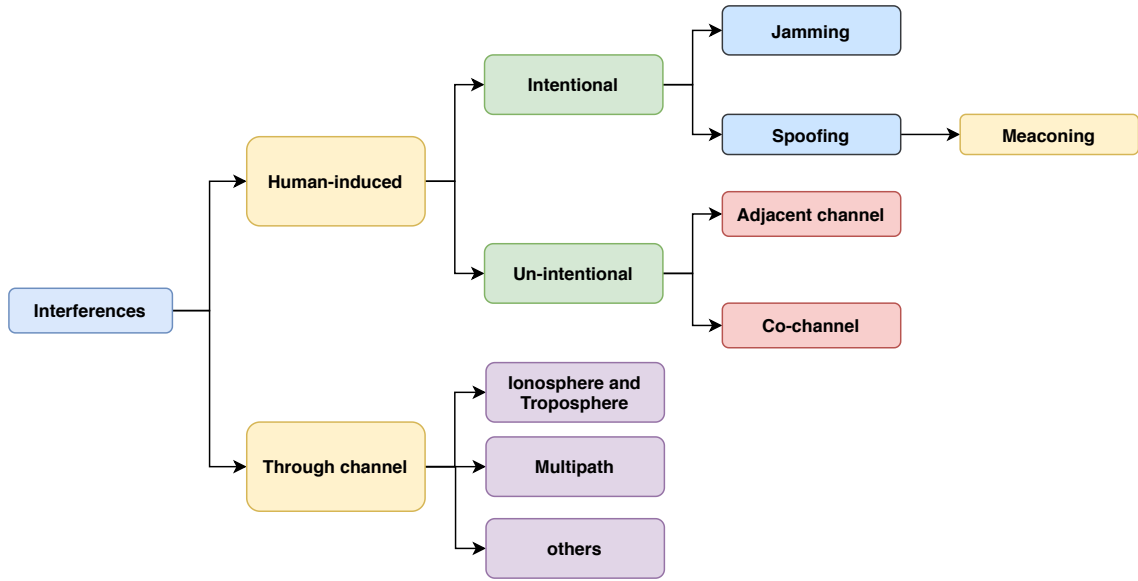 Jamming
Intentional
Spoofing
Meaconing
Human-induced
Adjacent channel
Un-intentional
Interferences
Co-channel
Ionosphere and
Troposphere
Through channel
Multipath
others